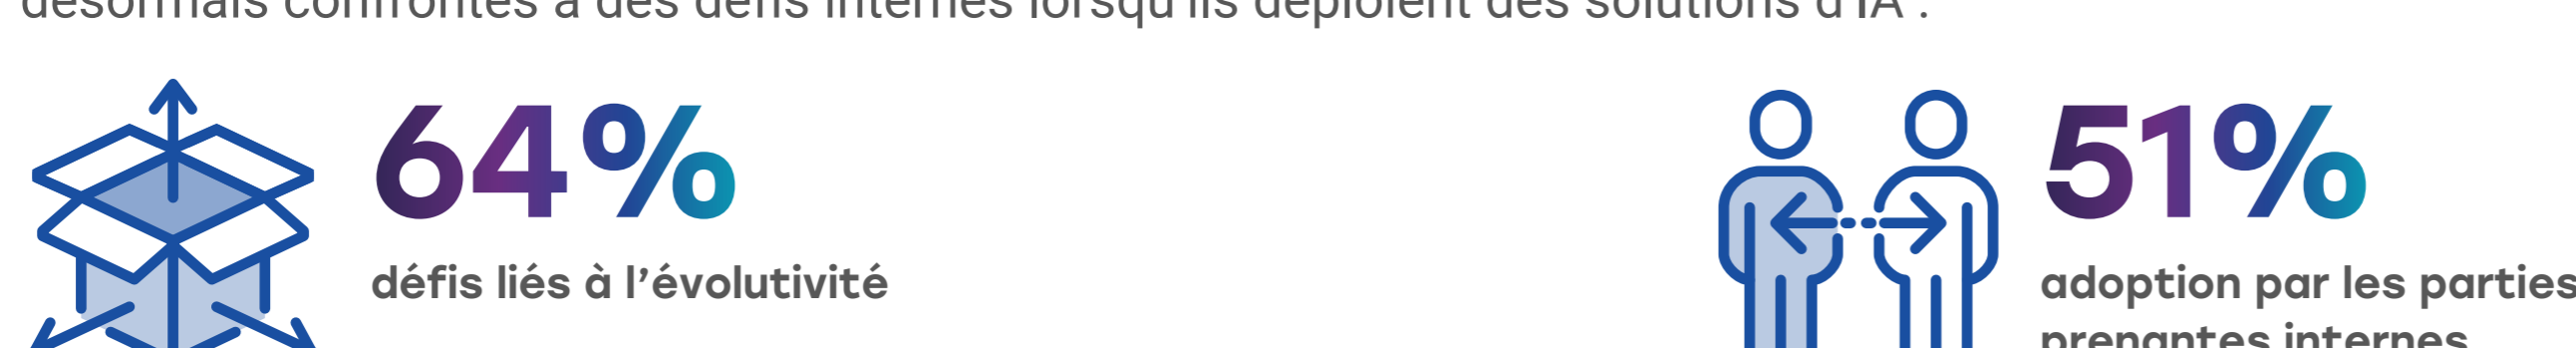 désormais confrontés à des défis internes lorsqu'ils déploient des solutions d'IA :
64%
défis liés à l’évolutivité
51%
adoption par les parties
prenantes internes